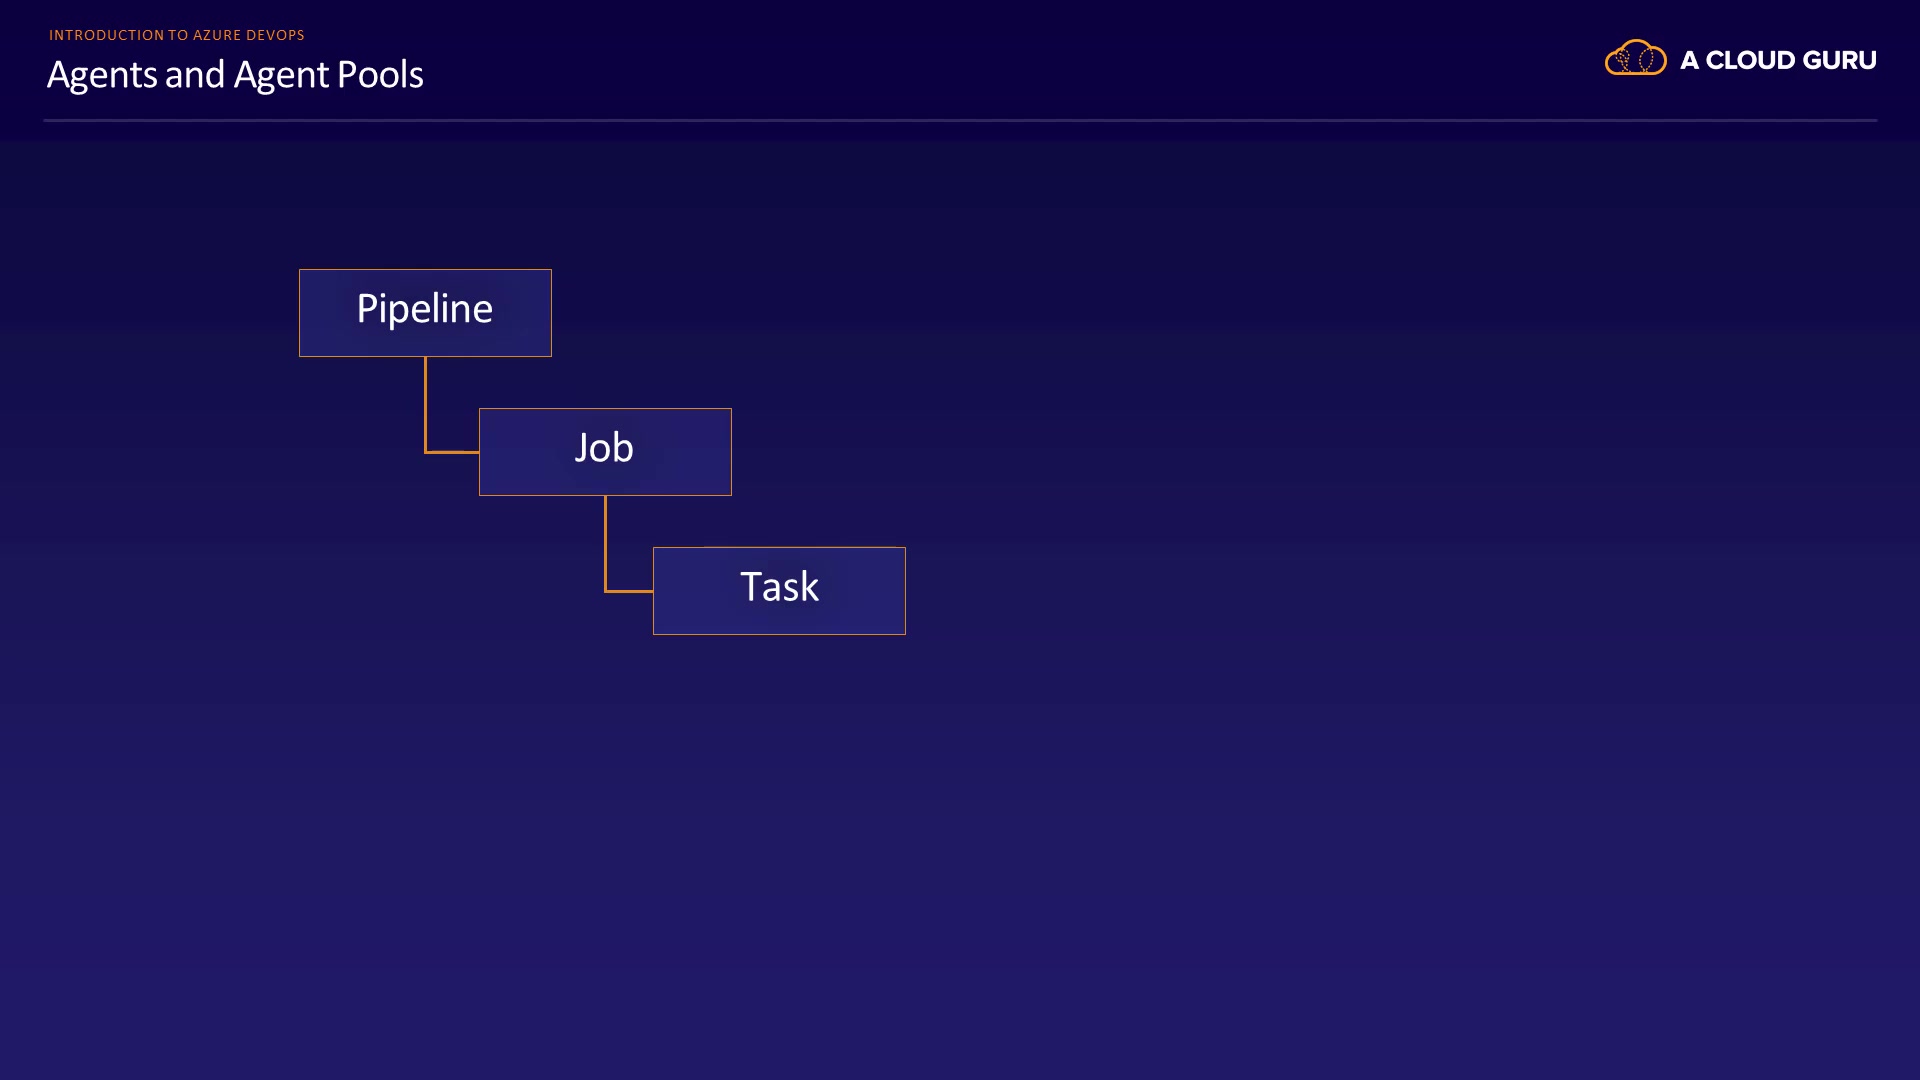 INTRODUCTION TO AZURE DEVOPS
Agents and Agent Pools
A CLOUD GURU
Pipeline
Job
Task